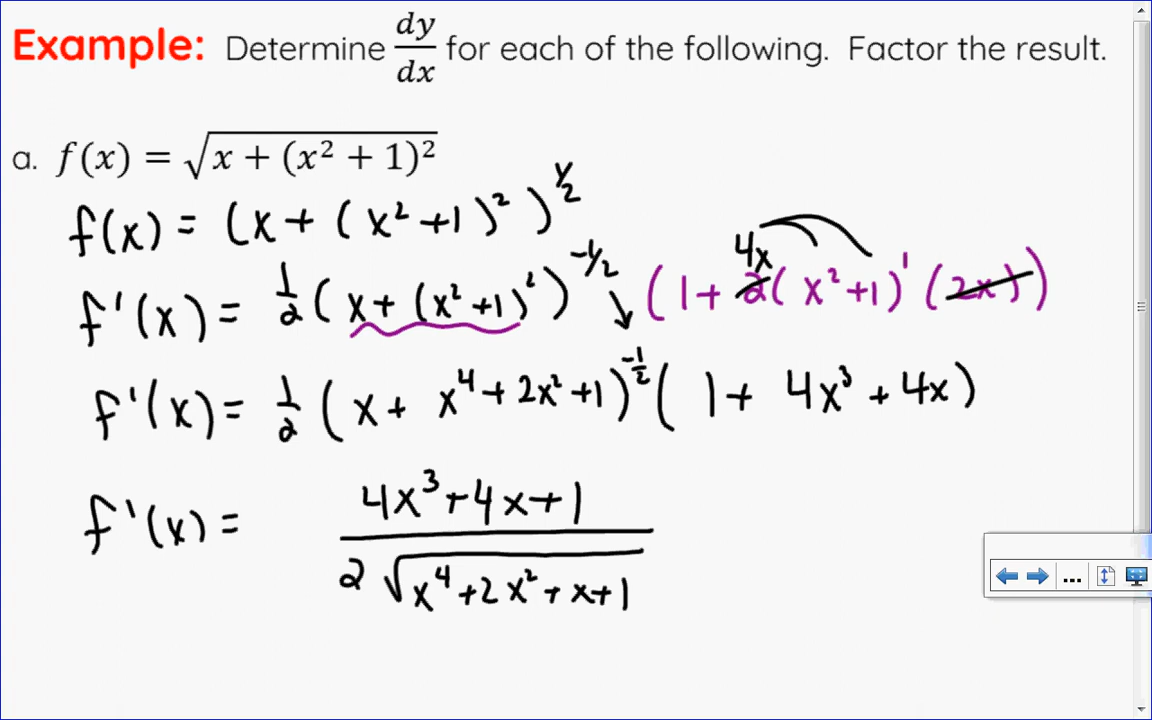 Example: Determine dy/dx for each of the following. Factor the result.
a. f(x) = √(x + (x² + 1)²)
f(x) = (x + (x² + 1)²)^½
4x
f'(x) = ½ (x + (x² + 1)²)^-½ (1 + 2(x² + 1)¹ (2x))
f'(x) = ½ (x + x⁴ + 2x² + 1)^-½ (1 + 4x³ + 4x)
f'(x) = (4x³ + 4x + 1) / (2√(x⁴ + 2x² + x + 1))
...